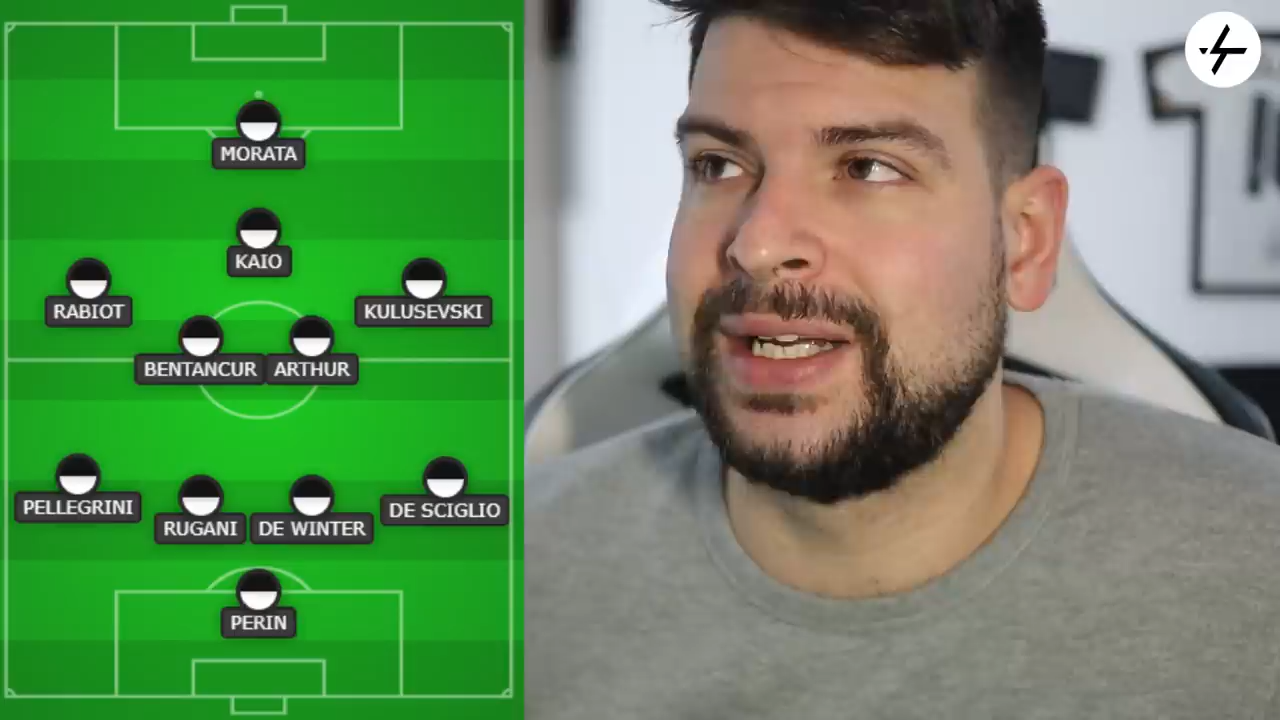 MORATA
KAIO
RABIOT
KULUSEVSKI
BENTANCUR
ARTHUR
PELLEGRINI
RUGANI
DE WINTER
DE SCIGLIO
PERIN